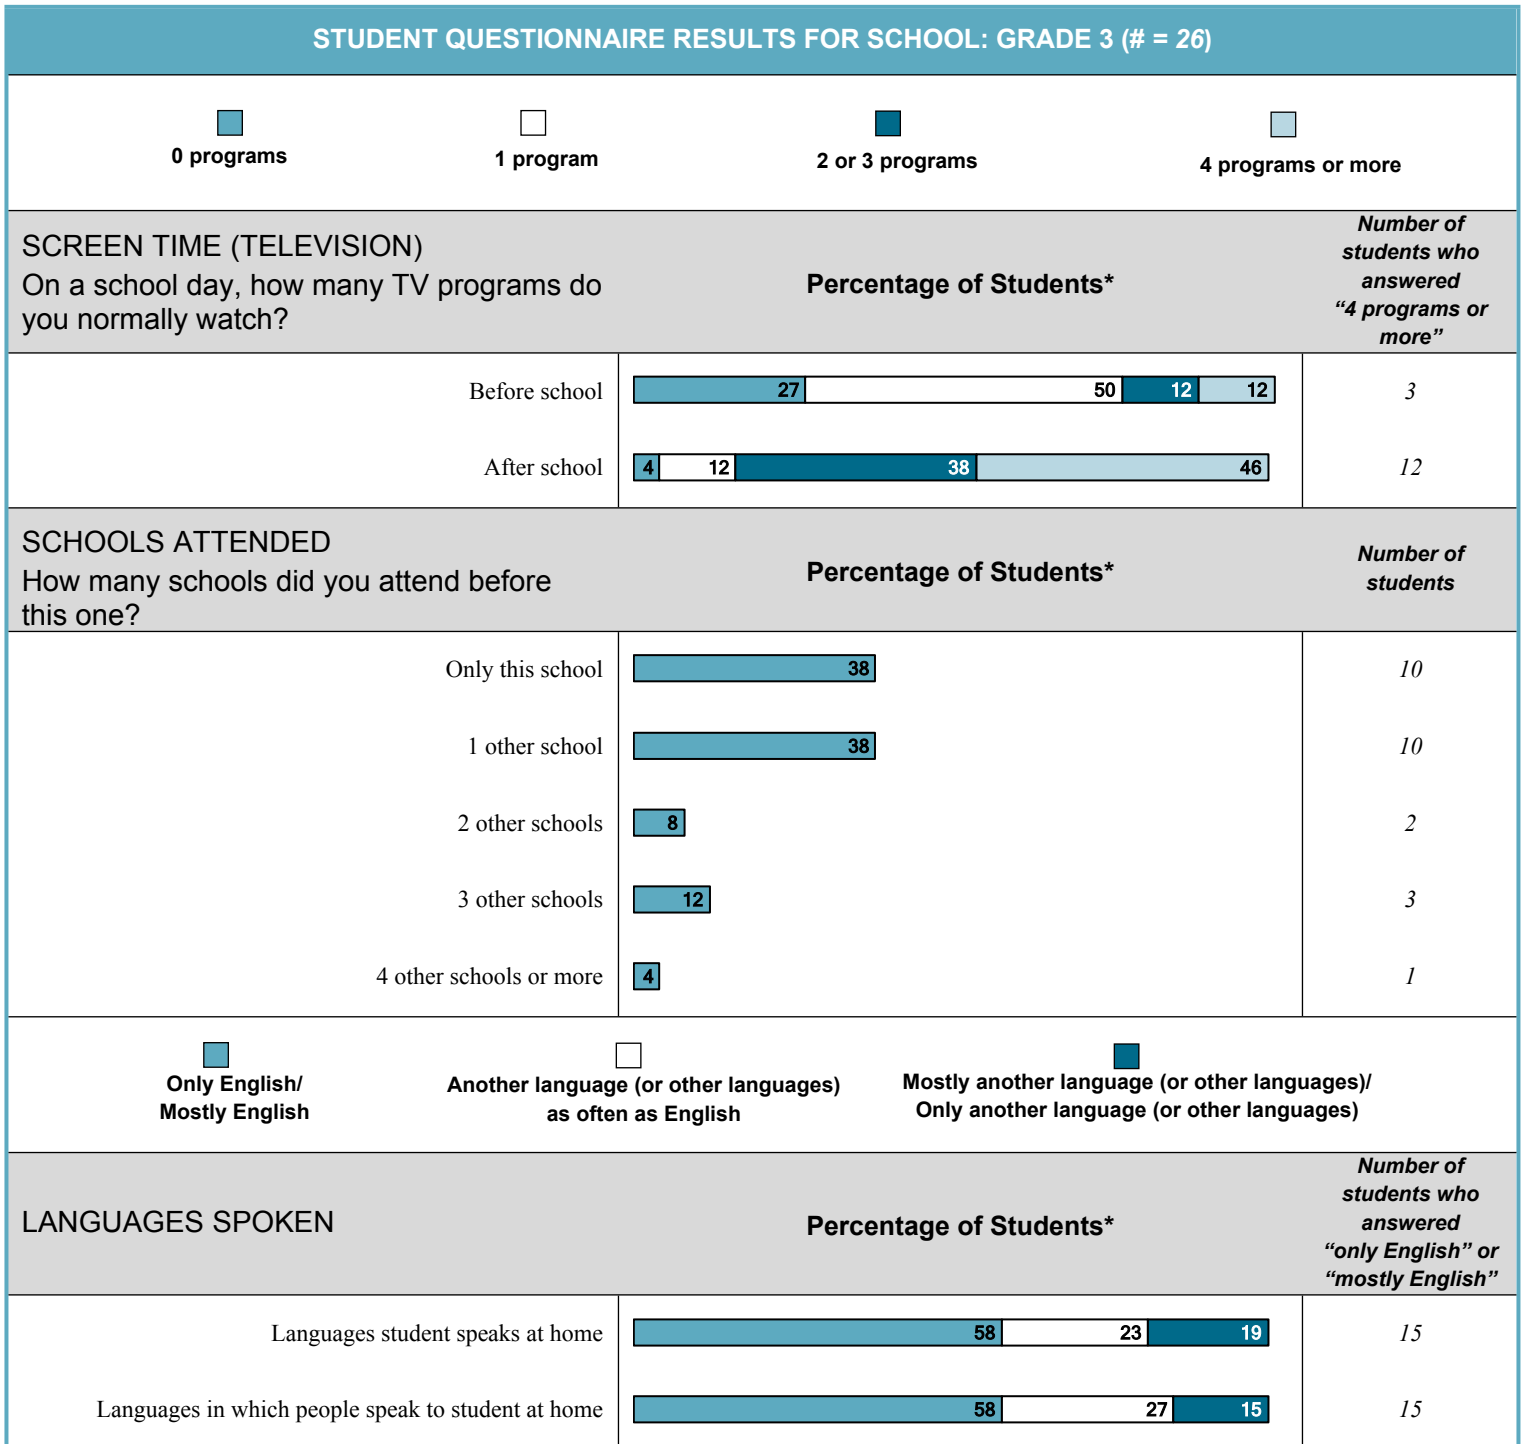 STUDENT QUESTIONNAIRE RESULTS FOR SCHOOL: GRADE 3 (# = 26)
0 programs
1 program
2 or 3 programs
4 programs or more
SCREEN TIME (TELEVISION)
On a school day, how many TV programs do
you normally watch?
Percentage of Students*
Number of
students who
answered
“4 programs or
more”
Before school
27 50 12 12
3
After school
4 12 38 46
12
SCHOOLS ATTENDED
How many schools did you attend before
this one?
Percentage of Students*
Number of
students
Only this school
38
10
1 other school
38
10
2 other schools
8
2
3 other schools
12
3
4 other schools or more
4
1
Only English/
Mostly English
Another language (or other languages)
as often as English
Mostly another language (or other languages)/
Only another language (or other languages)
LANGUAGES SPOKEN
Percentage of Students*
Number of
students who
answered
“only English” or
“mostly English”
Languages student speaks at home
58 23 19
15
Languages in which people speak to student at home
58 27 15
15